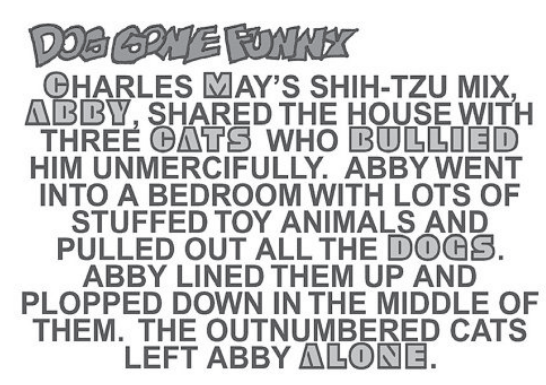 DOG GONE FUNNY
CHARLES MAY'S SHIH-TZU MIX,
ABBY, SHARED THE HOUSE WITH
THREE CATS WHO BULLIED
HIM UNMERCIFULLY. ABBY WENT
INTO A BEDROOM WITH LOTS OF
STUFFED TOY ANIMALS AND
PULLED OUT ALL THE DOGS.
ABBY LINED THEM UP AND
PLOPPED DOWN IN THE MIDDLE OF
THEM. THE OUTNUMBERED CATS
LEFT ABBY ALONE.